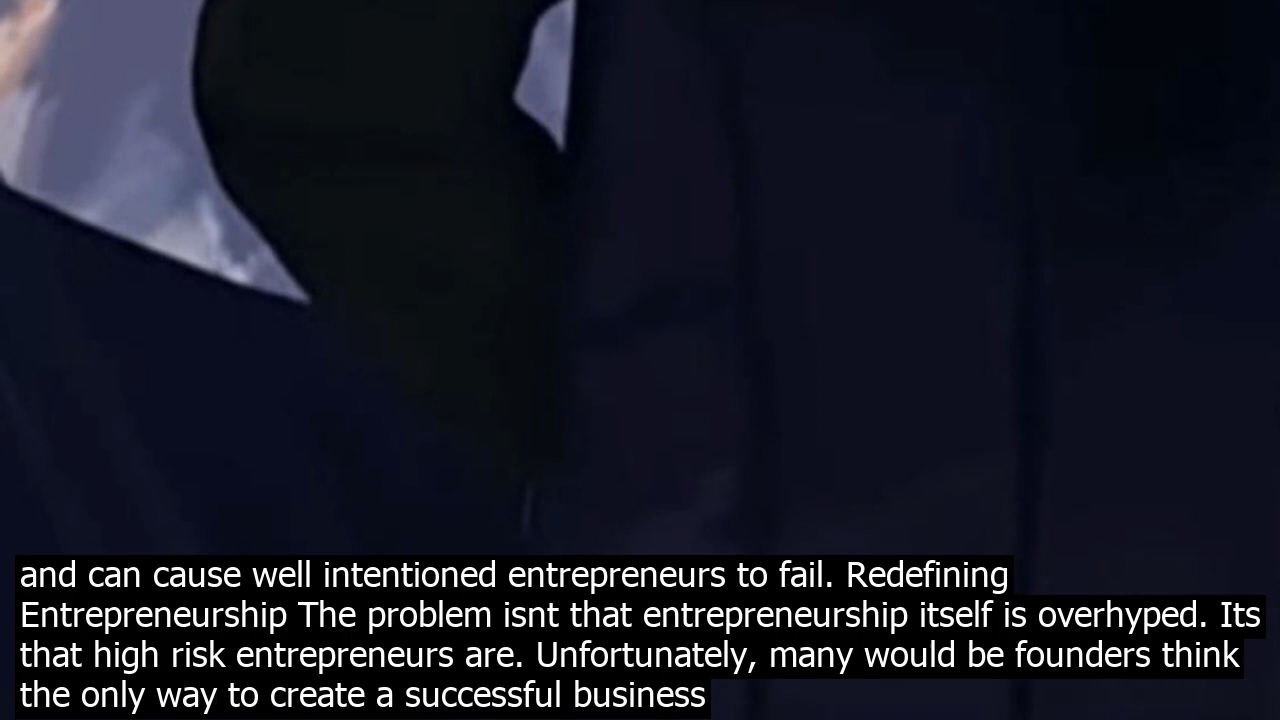 and can cause well intentioned entrepreneurs to fail. Redefining
Entrepreneurship The problem isnt that entrepreneurship itself is overhyped. Its
that high risk entrepreneurs are. Unfortunately, many would be founders think
the only way to create a successful business